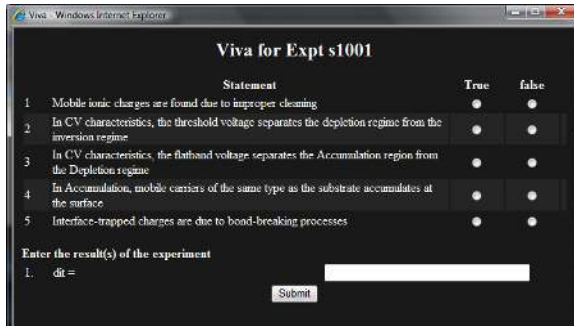 Viva - Windows Internet Explorer
Viva for Expt s1001
Statement True false
1 Mobile ionic charges are found due to improper cleaning
2 In CV characteristics, the threshold voltage separates the depletion regime from the
inversion regime
3 In CV characteristics, the flatband voltage separates the Accumulation region from
the Depletion regime
4 In Accumulation, mobile carriers of the same type as the substrate accumulates at
the surface
5 Interface-trapped charges are due to bond-breaking processes
Enter the result(s) of the experiment
1. dit =
Submit